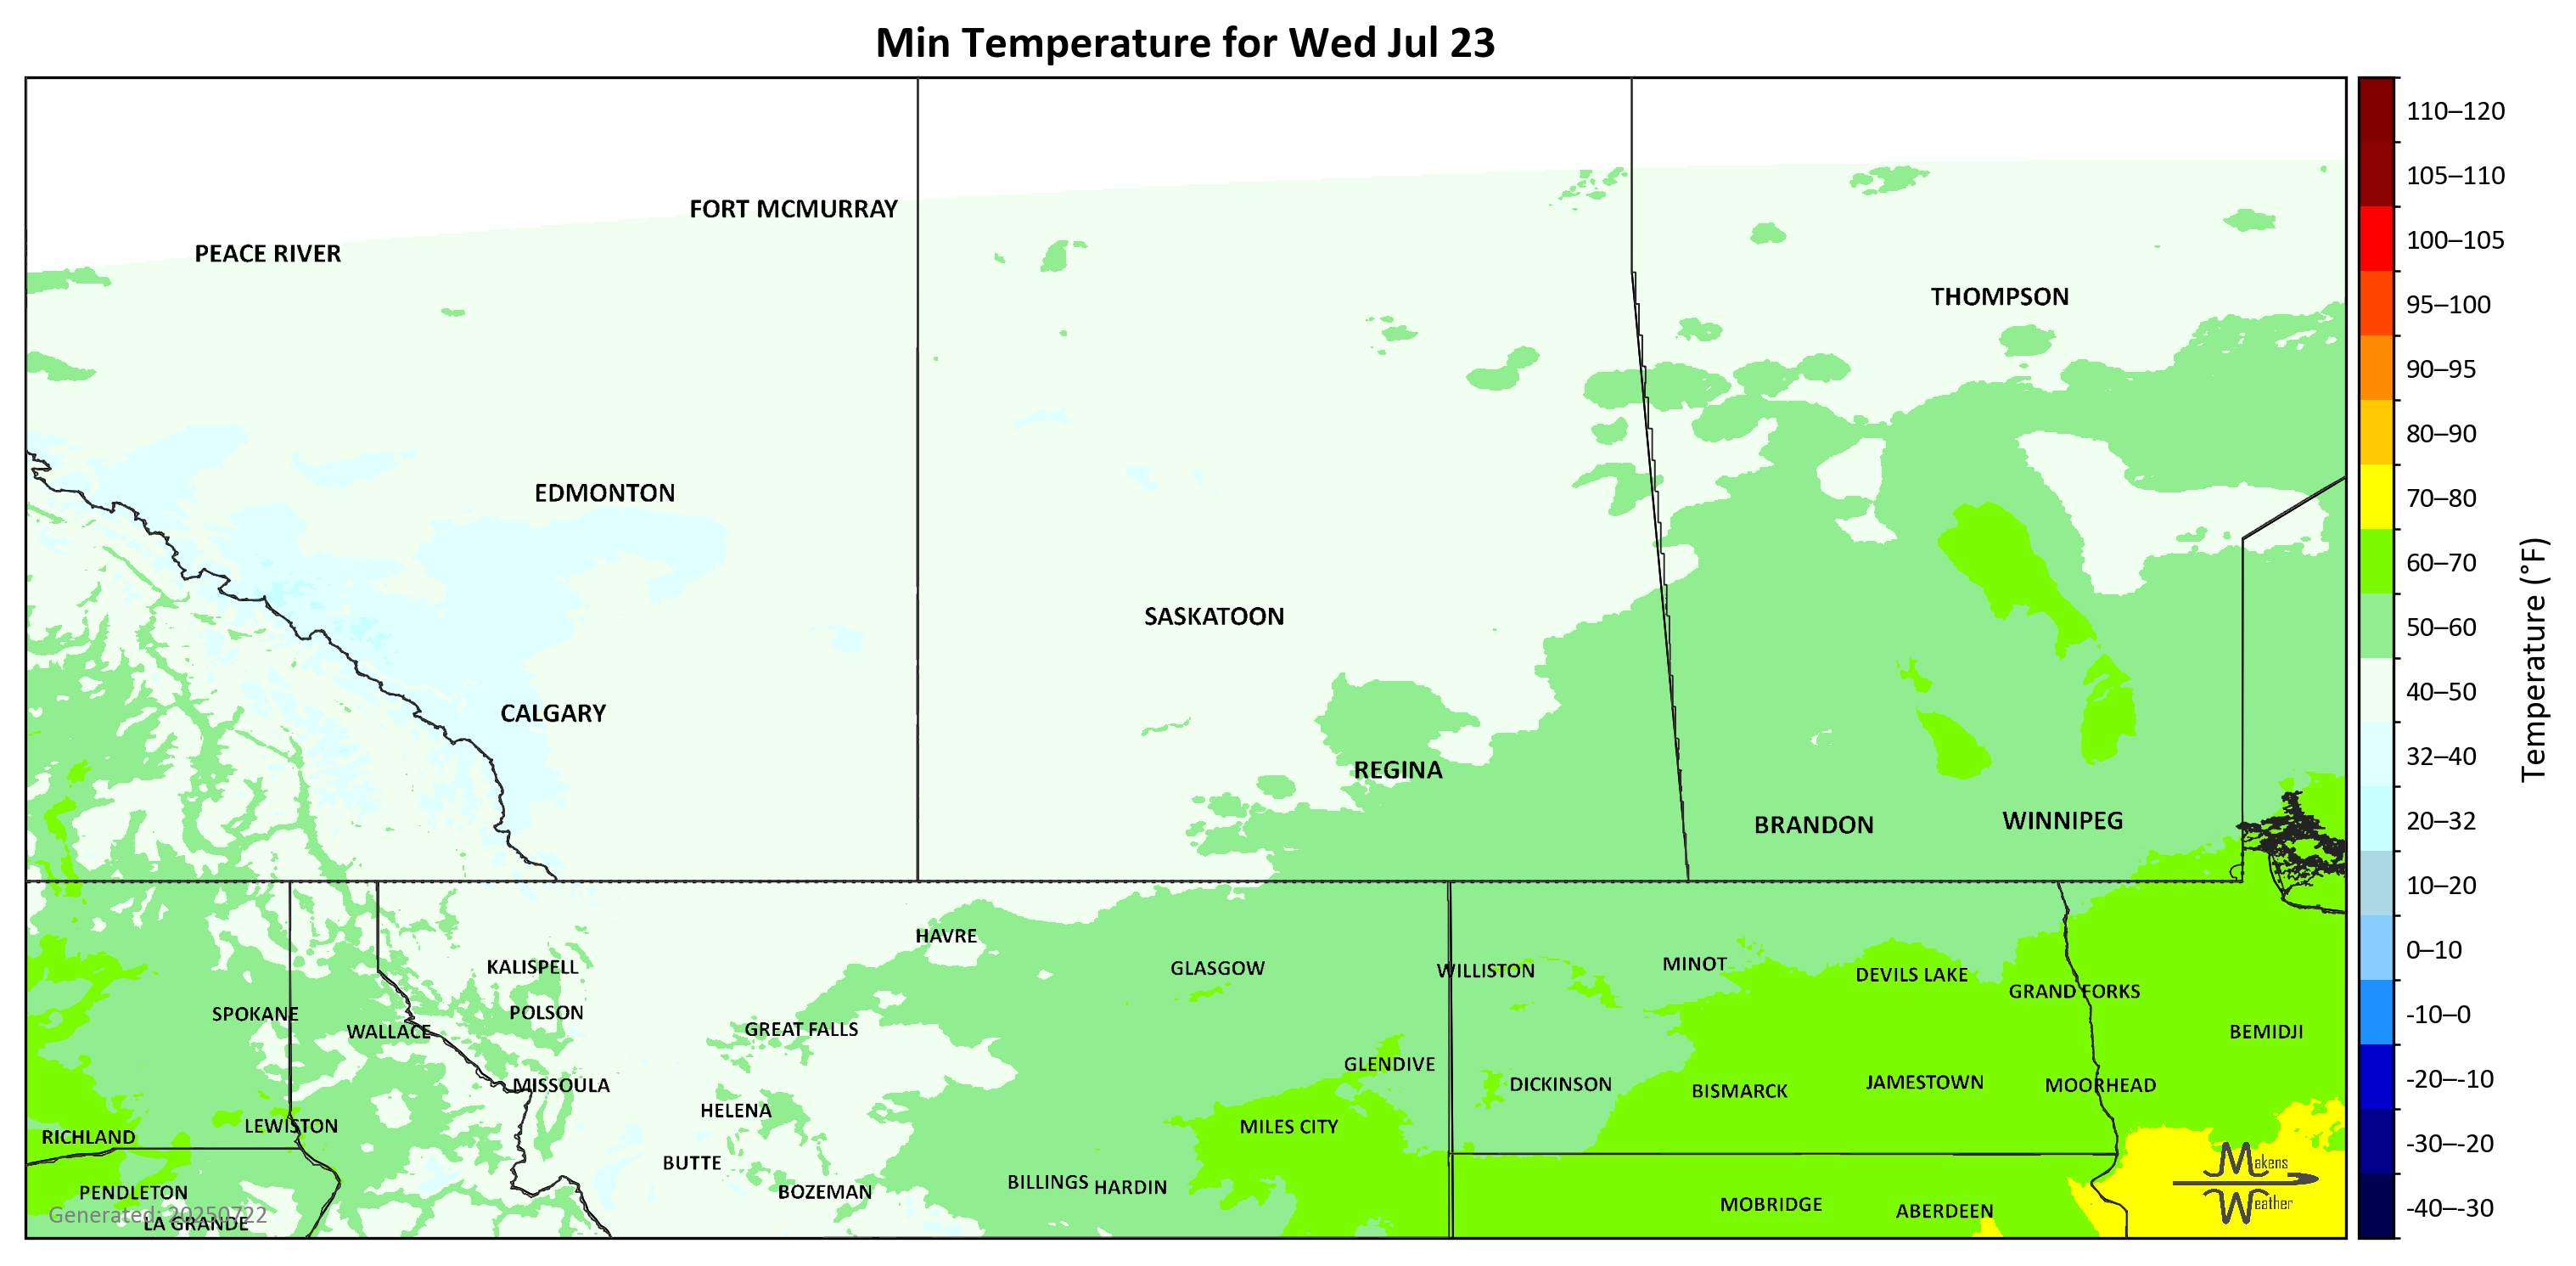 Min Temperature for Wed Jul 23
110–120
105–110
100–105
95–100
90–95
80–90
70–80
60–70
50–60
40–50
32–40
20–32
10–20
0–10
-10–0
-20–-10
-30–-20
-40–-30
Temperature (°F)
FORT MCMURRAY
PEACE RIVER
THOMPSON
EDMONTON
SASKATOON
CALGARY
REGINA
BRANDON
WINNIPEG
HAVRE
KALISPELL
GLASGOW
WILLISTON
MINOT
DEVILS LAKE
GRAND FORKS
SPOKANE
POLSON
WALLACE
GREAT FALLS
BEMIDJI
GLENDIVE
MISSOULA
DICKINSON
BISMARCK
JAMESTOWN
MOORHEAD
HELENA
LEWISTON
MILES CITY
RICHLAND
BUTTE
BILLINGS
HARDIN
PENDLETON
BOZEMAN
MOBRIDGE
ABERDEEN
Generated: 20250722
LA GRANDE
Makens
Weather